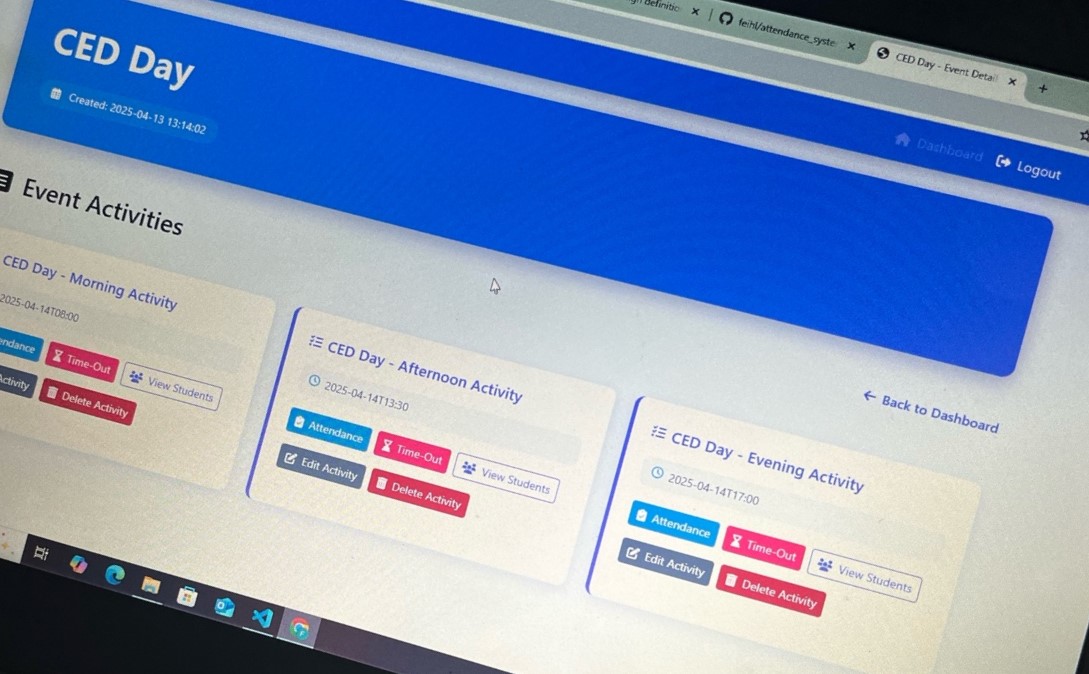 definitio
feihl/attendance_syste
CED Day - Event Detail
Dashboard
Logout
CED Day
Created: 2025-04-13 13:14:02
Event Activities
Back to Dashboard
CED Day - Morning Activity
2025-04-14T08:00
endance
Time-Out
View Students
Activity
Delete Activity
CED Day - Afternoon Activity
2025-04-14T13:30
Attendance
Time-Out
View Students
Edit Activity
Delete Activity
CED Day - Evening Activity
2025-04-14T17:00
Attendance
Time-Out
View Students
Edit Activity
Delete Activity